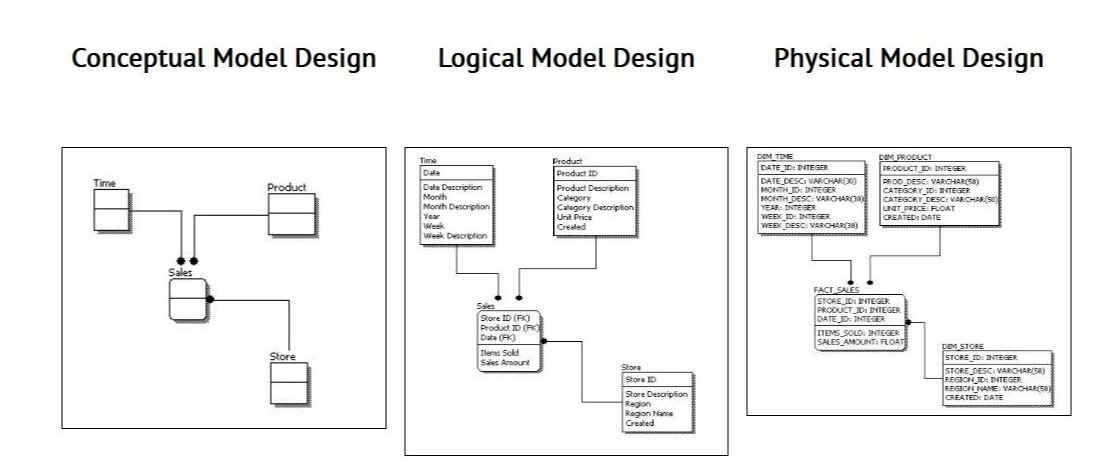 Conceptual Model Design
Logical Model Design
Physical Model Design
Time
Product
Sales
Store
Time
Date
Date Description
Month
Month Description
Year
Week
Week Description
Product
Product ID
Product Description
Category
Category Description
Unit Price
Created
Sales
Store ID (FK)
Product ID (FK)
Date (FK)
Items Sold
Sales Amount
Store
Store ID
Store Description
Region
Region Name
Created
DIM_TIME
DATE_ID: INTEGER
DATE_DESC: VARCHAR(30)
MONTH_ID: INTEGER
MONTH_DESC: VARCHAR(30)
YEAR: INTEGER
WEEK_ID: INTEGER
WEEK_DESC: VARCHAR(30)
DIM_PRODUCT
PRODUCT_ID: INTEGER
PROD_DESC: VARCHAR(50)
CATEGORY_ID: INTEGER
CATEGORY_DESC: VARCHAR(50)
UNIT_PRICE: FLOAT
CREATED: DATE
FACT_SALES
STORE_ID: INTEGER
PRODUCT_ID: INTEGER
DATE_ID: INTEGER
ITEMS_SOLD: INTEGER
SALES_AMOUNT: FLOAT
DIM_STORE
STORE_ID: INTEGER
STORE_DESC: VARCHAR(50)
REGION_ID: INTEGER
REGION_NAME: VARCHAR(50)
CREATED: DATE